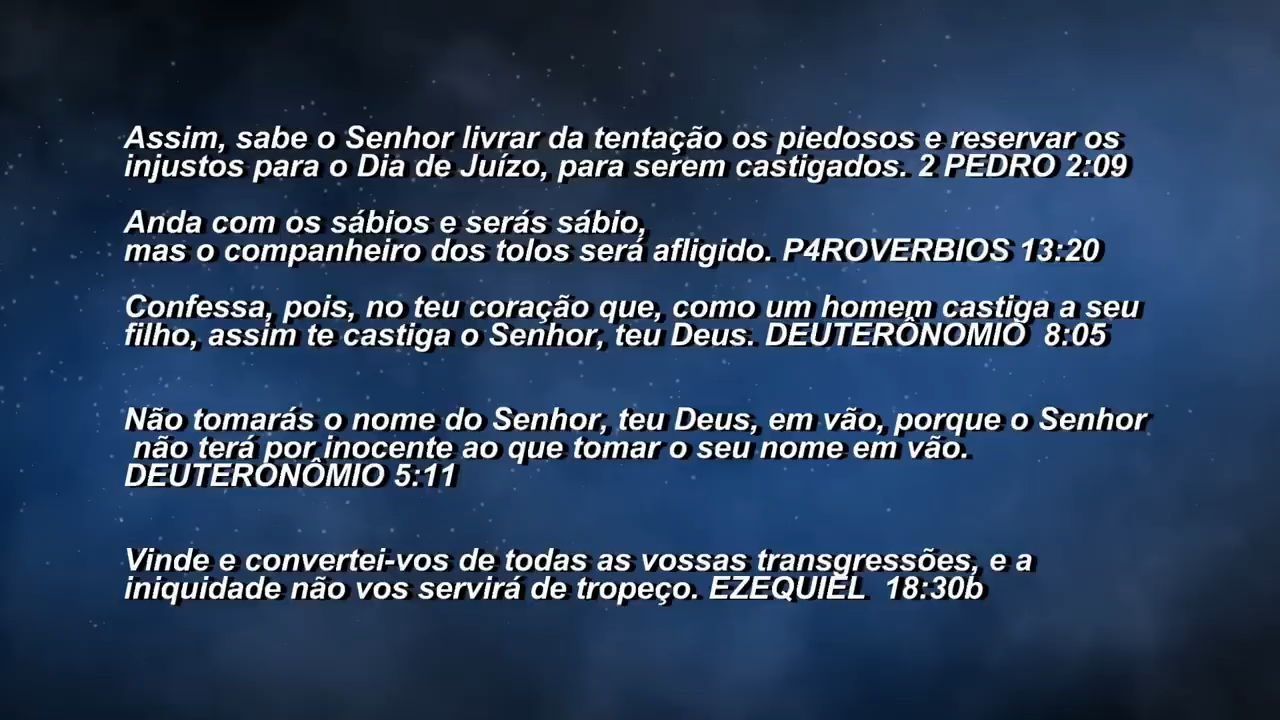 Assim, sabe o Senhor livrar da tentação os piedosos e reservar os
injustos para o Dia de Juízo, para serem castigados. 2 PEDRO 2:09
Anda com os sábios e serás sábio,
mas o companheiro dos tolos será afligido. P4ROVERBIOS 13:20
Confessa, pois, no teu coração que, como um homem castiga a seu
filho, assim te castiga o Senhor, teu Deus. DEUTERÔNOMIO 8:05
Não tomarás o nome do Senhor, teu Deus, em vão, porque o Senhor
não terá por inocente ao que tomar o seu nome em vão.
DEUTERONÔMIO 5:11
Vinde e convertei-vos de todas as vossas transgressões, e a
iniquidade não vos servirá de tropeço. EZEQUIEL 18:30b